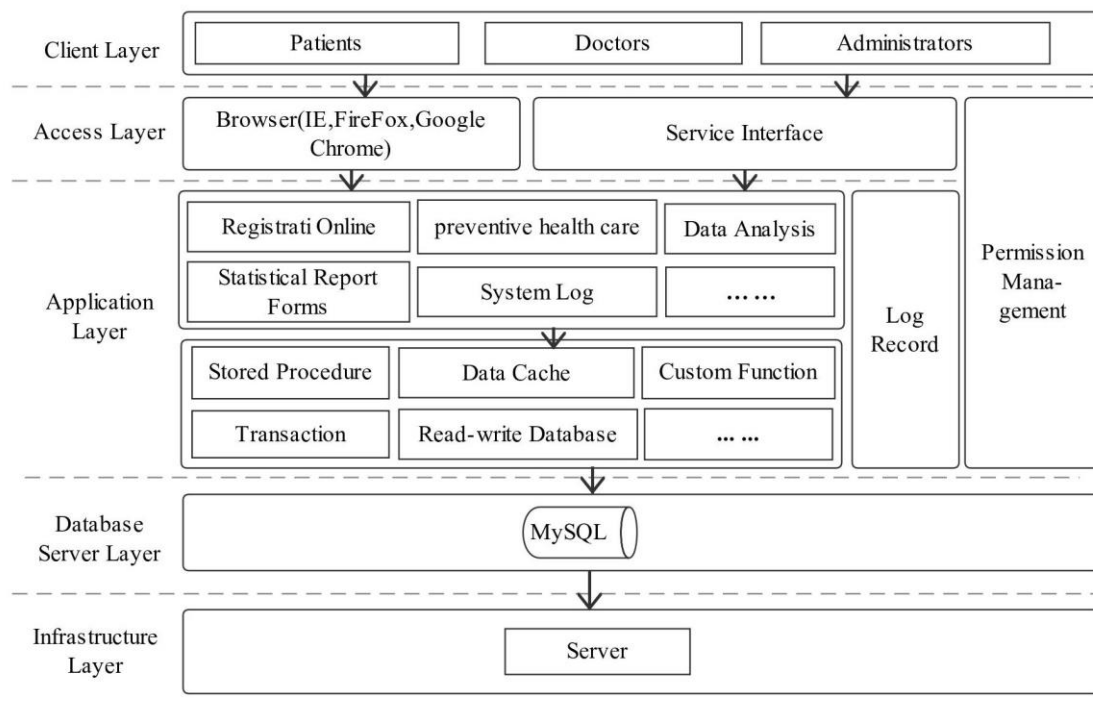 Client Layer
Patients
Doctors
Administrators
Access Layer
Browser(IE,FireFox,Google
Chrome)
Service Interface
Application
Layer
Registrati Online
preventive health care
Data Analysis
Statistical Report
Forms
System Log
... ...
Stored Procedure
Data Cache
Custom Function
Transaction
Read-write Database
... ...
Log
Record
Permission
Mana-
gement
Database
Server Layer
MySQL
Infrastructure
Layer
Server